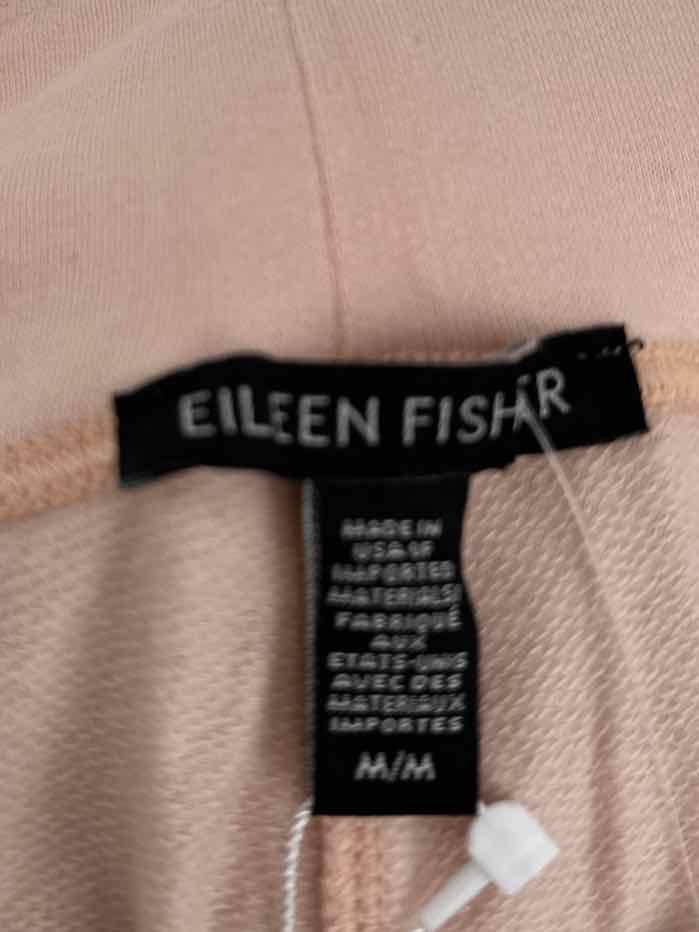 EILEEN FISHER
MADE IN
USA OF
IMPORTED
MATERIALS
FABRIQUÉ
AUX
ETATS-UNIS
AVEC DES
MATERIAUX
IMPORTES
M/M